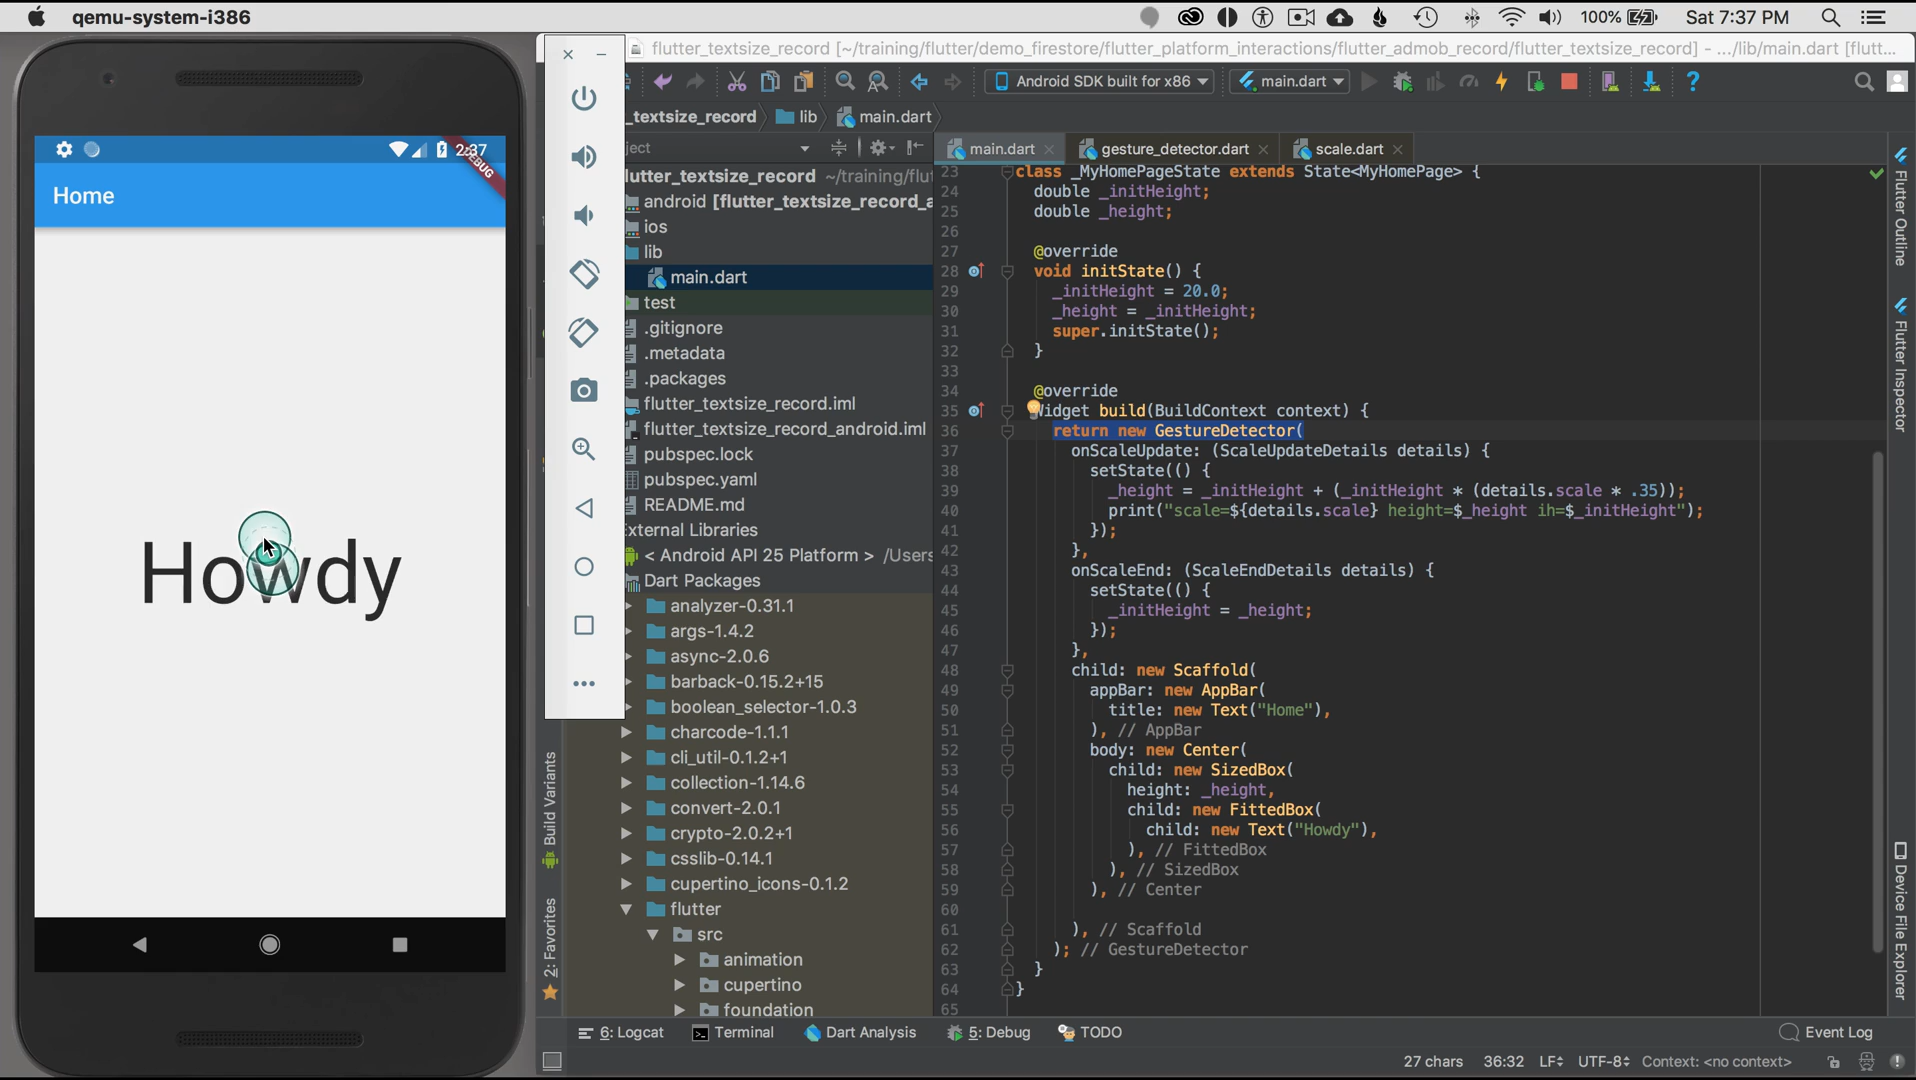 qemu-system-i386
100%
Sat 7:37 PM
2:37
DEBUG
Home
Howdy
flutter_textsize_record [~/training/flutter/demo_firestore/flutter_platform_interactions/flutter_admob_record/flutter_textsize_record] - .../lib/main.dart [flutt...
Android SDK built for x86
main.dart
_textsize_record
lib
main.dart
ject
main.dart
gesture_detector.dart
scale.dart
lutter_textsize_record ~/training/flut
android [flutter_textsize_record_a
ios
lib
main.dart
test
.gitignore
.metadata
.packages
flutter_textsize_record.iml
flutter_textsize_record_android.iml
pubspec.lock
pubspec.yaml
README.md
External Libraries
< Android API 25 Platform > /Users
Dart Packages
analyzer-0.31.1
args-1.4.2
async-2.0.6
barback-0.15.2+15
boolean_selector-1.0.3
charcode-1.1.1
cli_util-0.1.2+1
collection-1.14.6
convert-2.0.1
crypto-2.0.2+1
csslib-0.14.1
cupertino_icons-0.1.2
flutter
src
animation
cupertino
foundation
Build Variants
2: Favorites
23 class _MyHomePageState extends State<MyHomePage> {
24 double _initHeight;
25 double _height;
26
27 @override
28 void initState() {
29 _initHeight = 20.0;
30 _height = _initHeight;
31 super.initState();
32 }
33
34 @override
35 Widget build(BuildContext context) {
36 return new GestureDetector(
37 onScaleUpdate: (ScaleUpdateDetails details) {
38 setState(() {
39 _height = _initHeight + (_initHeight * (details.scale * .35));
40 print("scale=${details.scale} height=$_height ih=$_initHeight");
41 });
42 },
43 onScaleEnd: (ScaleEndDetails details) {
44 setState(() {
45 _initHeight = _height;
46 });
47 },
48 child: new Scaffold(
49 appBar: new AppBar(
50 title: new Text("Home"),
51 ), // AppBar
52 body: new Center(
53 child: new SizedBox(
54 height: _height,
55 child: new FittedBox(
56 child: new Text("Howdy"),
57 ), // FittedBox
58 ), // SizedBox
59 ), // Center
60
61 ), // Scaffold
62 ); // GestureDetector
63 }
64 }
65
Flutter Outline
Flutter Inspector
Device File Explorer
6: Logcat
Terminal
Dart Analysis
5: Debug
TODO
Event Log
27 chars
36:32
LF
UTF-8
Context: <no context>